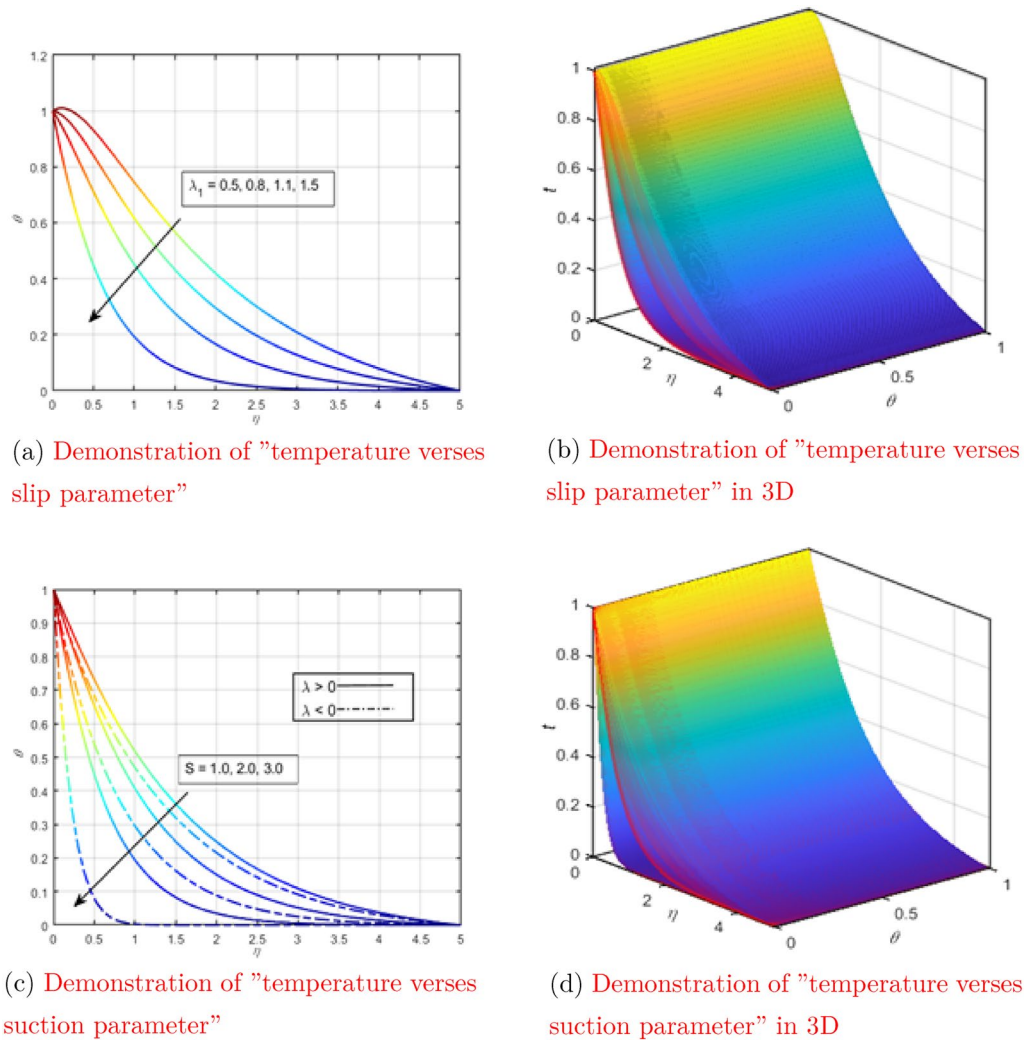 1.2
1
0.8
0.6
0.4
0.2
0
θ
λ1 = 0.5, 0.8, 1.1, 1.5
0 0.5 1 1.5 2 2.5 3 3.5 4 4.5 5
η
(a) Demonstration of ”temperature verses
slip parameter”
1
0.8
0.6
t
0.4
0.2
0
0
2
η
4
0
0.5
θ
1
(b) Demonstration of ”temperature verses
slip parameter” in 3D
1
0.9
0.8
0.7
0.6
0.5
0.4
0.3
0.2
0.1
0
θ
λ > 0
λ < 0
S = 1.0, 2.0, 3.0
0 0.5 1 1.5 2 2.5 3 3.5 4 4.5 5
η
(c) Demonstration of ”temperature verses
suction parameter”
1
0.8
0.6
t
0.4
0.2
0
0
2
η
4
0
0.5
θ
1
(d) Demonstration of ”temperature verses
suction parameter” in 3D